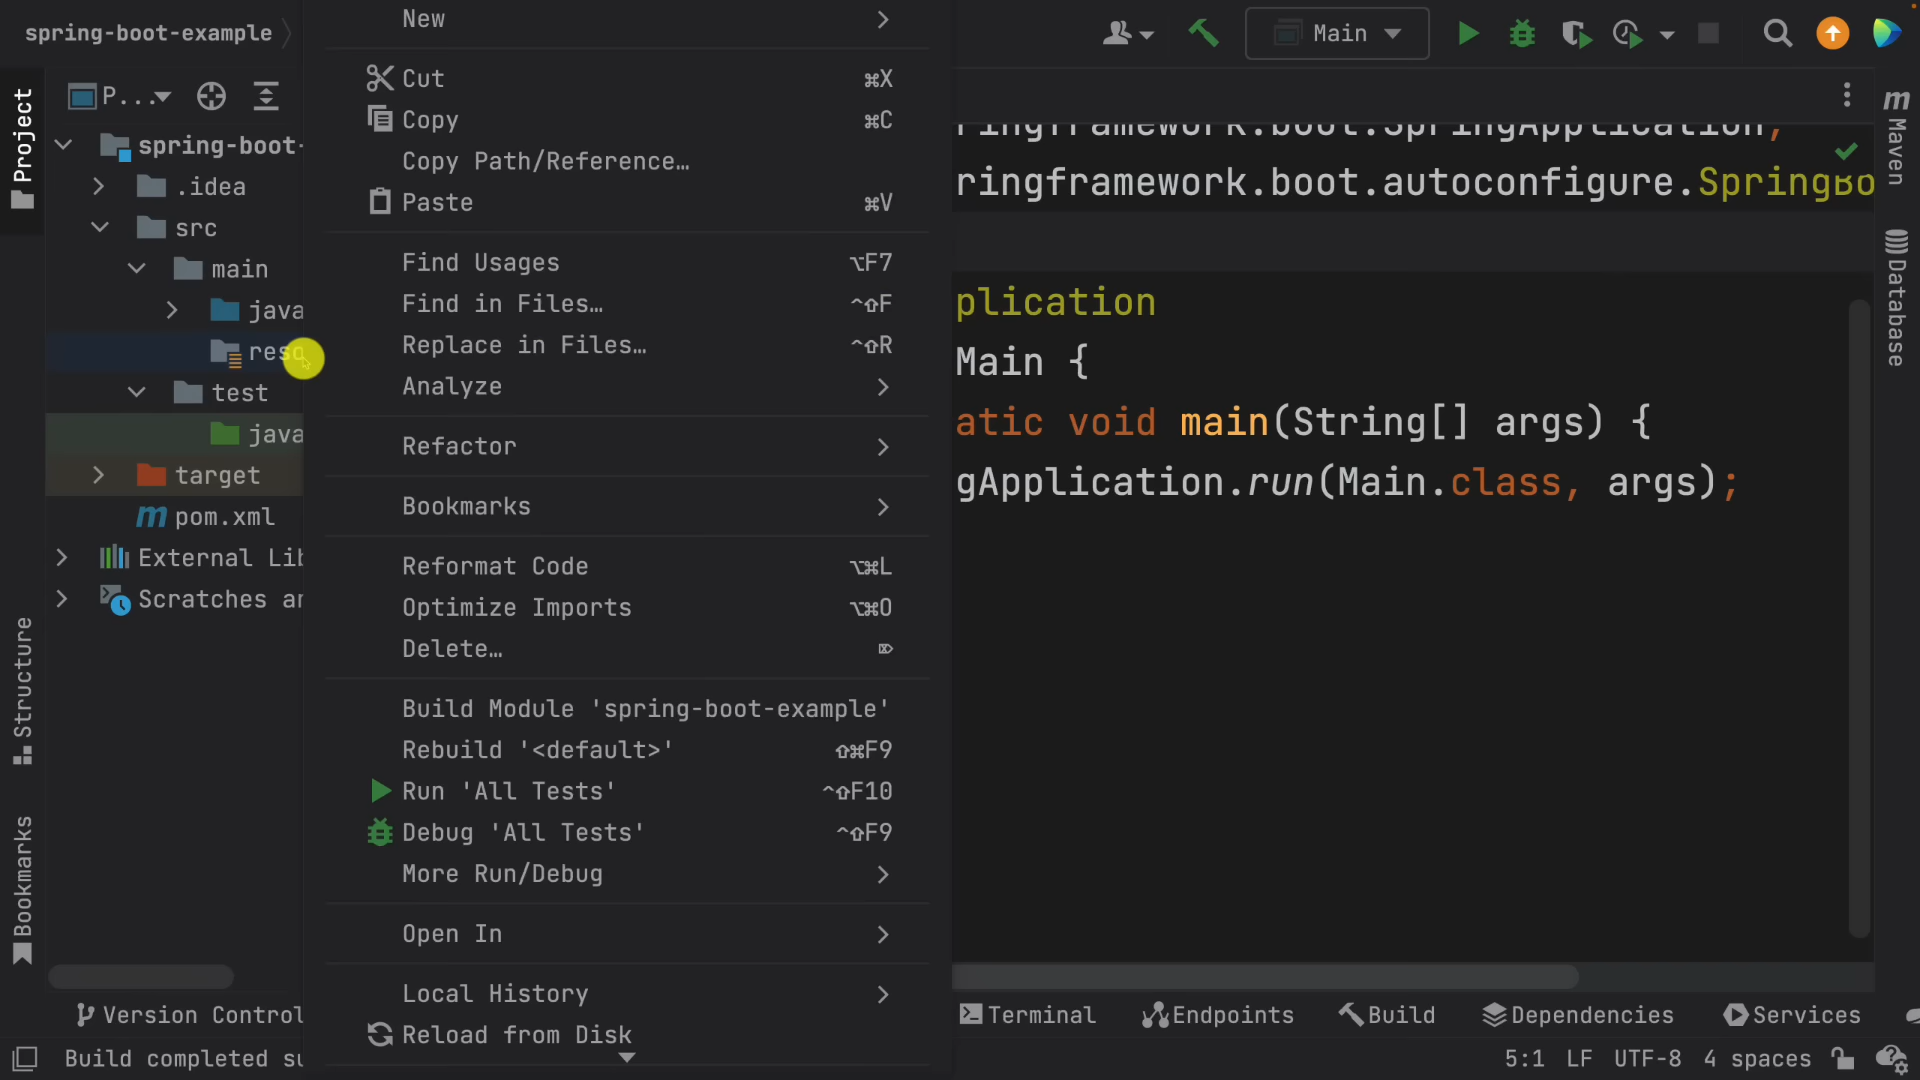 spring-boot-example
Main
Project
P...
spring-boot-
.idea
src
main
java
test
java
target
pom.xml
External Lib
Scratches an
Structure
Bookmarks
New
Cut ⌘X
Copy ⌘C
Copy Path/Reference…
Paste ⌘V
Find Usages ⌥F7
Find in Files… ^⇧F
Replace in Files… ^⇧R
Analyze
Refactor
Bookmarks
Reformat Code ⌥⌘L
Optimize Imports ⌥⌘O
Delete… ⌦
Build Module 'spring-boot-example'
Rebuild '<default>' ⇧⌘F9
Run 'All Tests' ^⇧F10
Debug 'All Tests' ^⇧F9
More Run/Debug
Open In
Local History
Reload from Disk
ringframework.boot.SpringApplication;
ringframework.boot.autoconfigure.SpringBo
plication
Main {
atic void main(String[] args) {
gApplication.run(Main.class, args);
m Maven
Database
Version Control
Terminal
Endpoints
Build
Dependencies
Services
Build completed su
5:1 LF UTF-8 4 spaces